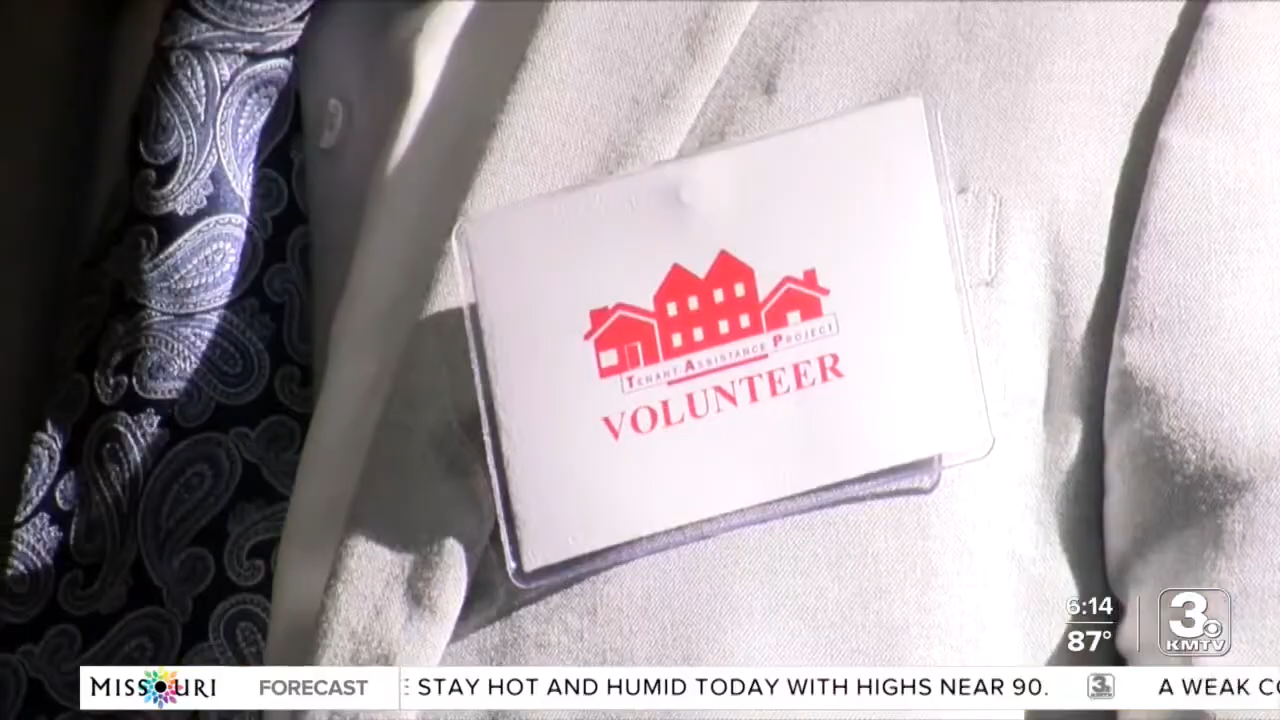 TENANT ASSISTANCE PROJECT
VOLUNTEER
6:14
87°
3
KMTV
MISSOURI FORECAST STAY HOT AND HUMID TODAY WITH HIGHS NEAR 90. 3 A WEAK